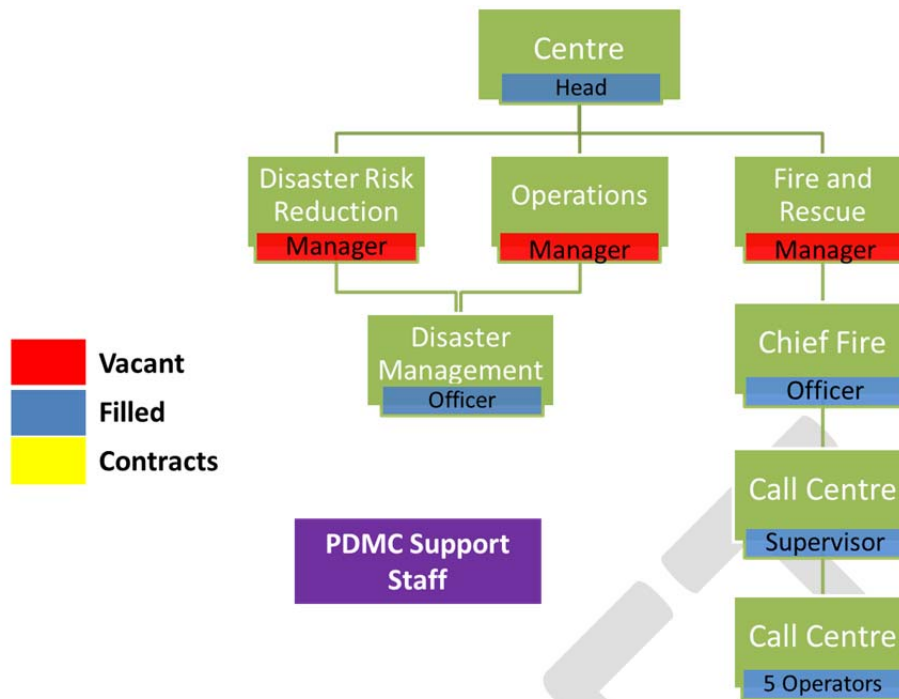 Centre
Head
Disaster Risk
Reduction
Manager
Operations
Manager
Fire and
Rescue
Manager
Disaster
Management
Officer
Chief Fire
Officer
Vacant
Filled
Contracts
Call Centre
Supervisor
PDMC Support
Staff
Call Centre
5 Operators